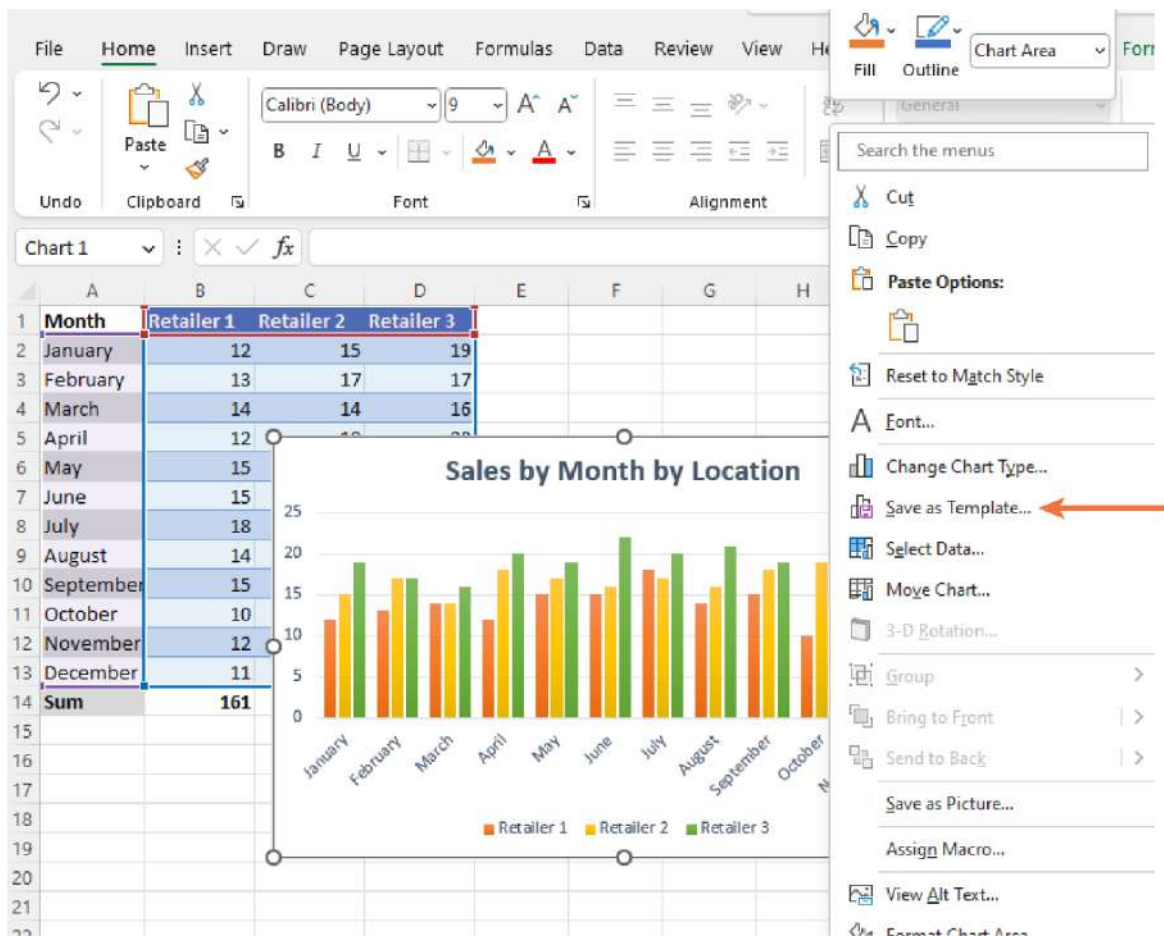 File Home Insert Draw Page Layout Formulas Data Review View
Fill Outline Chart Area
Paste
Calibri (Body) 9 A A
B I U A
General
Undo Clipboard Font Alignment
Chart 1 fx
A B C D E F G H
1 Month Retailer 1 Retailer 2 Retailer 3
2 January 12 15 19
3 February 13 17 17
4 March 14 14 16
5 April 12
6 May 15
7 June 15
8 July 18
9 August 14
10 September 15
11 October 10
12 November 12
13 December 11
14 Sum 161
15
16
17
18
19
20
21
Sales by Month by Location
25
20
15
10
5
0
January February March April May June July August September October
Retailer 1 Retailer 2 Retailer 3
Search the menus
Cut
Copy
Paste Options:
Reset to Match Style
A Font...
Change Chart Type...
Save as Template...
Select Data...
Move Chart...
3-D Rotation...
Group
Bring to Front
Send to Back
Save as Picture...
Assign Macro...
View Alt Text...
Format Chart Area